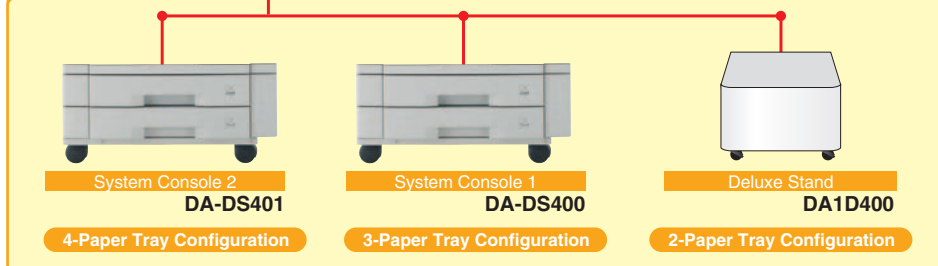 System Console 2
DA-DS401
4-Paper Tray Configuration
System Console 1
DA-DS400
3-Paper Tray Configuration
Deluxe Stand
DA1D400
2-Paper Tray Configuration